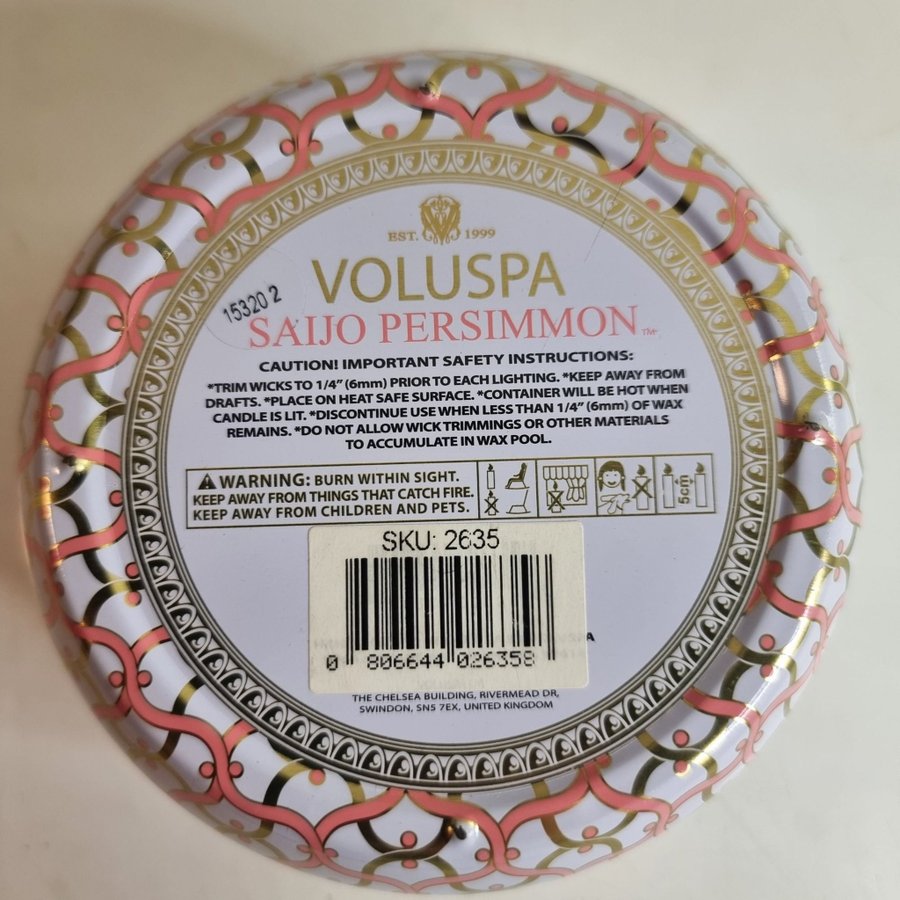 EST. 1999
VOLUSPA
15320 2
SAIJO PERSIMMON™
CAUTION! IMPORTANT SAFETY INSTRUCTIONS:
*TRIM WICKS TO 1/4” (6mm) PRIOR TO EACH LIGHTING. *KEEP AWAY FROM
DRAFTS. *PLACE ON HEAT SAFE SURFACE. *CONTAINER WILL BE HOT WHEN
CANDLE IS LIT. *DISCONTINUE USE WHEN LESS THAN 1/4” (6mm) OF WAX
REMAINS. *DO NOT ALLOW WICK TRIMMINGS OR OTHER MATERIALS
TO ACCUMULATE IN WAX POOL.
WARNING: BURN WITHIN SIGHT.
KEEP AWAY FROM THINGS THAT CATCH FIRE.
KEEP AWAY FROM CHILDREN AND PETS.
5cm
SKU: 2635
0 806644 026358
THE CHELSEA BUILDING, RIVERMEAD DR,
SWINDON, SN5 7EX, UNITED KINGDOM